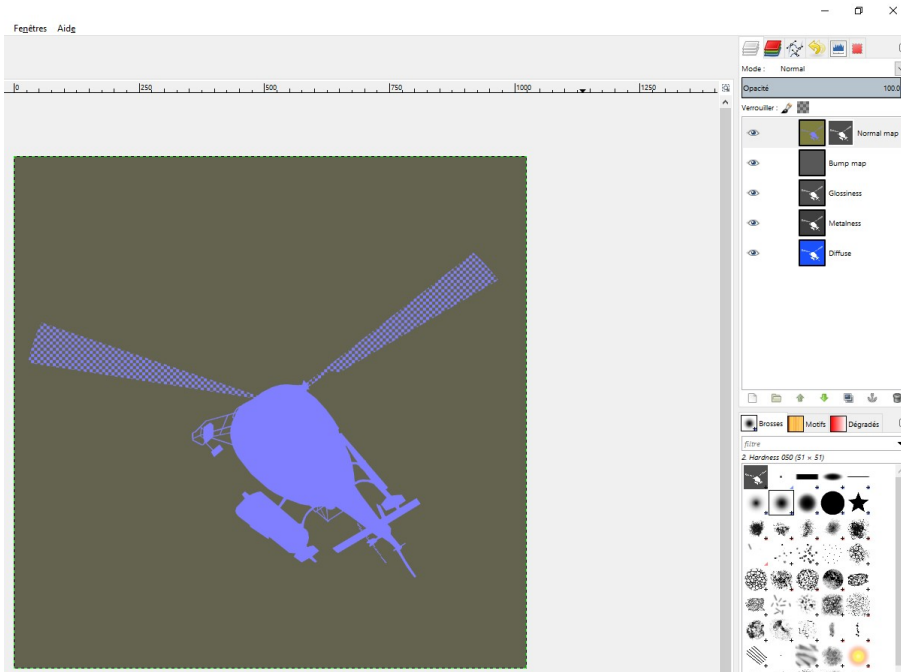 Fenêtres Aide
0 250 500 750 1000 1250
Mode : Normal
Opacité 100.0
Verrouiller :
Normal map
Bump map
Glossiness
Metalness
Diffuse
Brosses Motifs Dégradés
filtre
2. Hardness 050 (51 × 51)